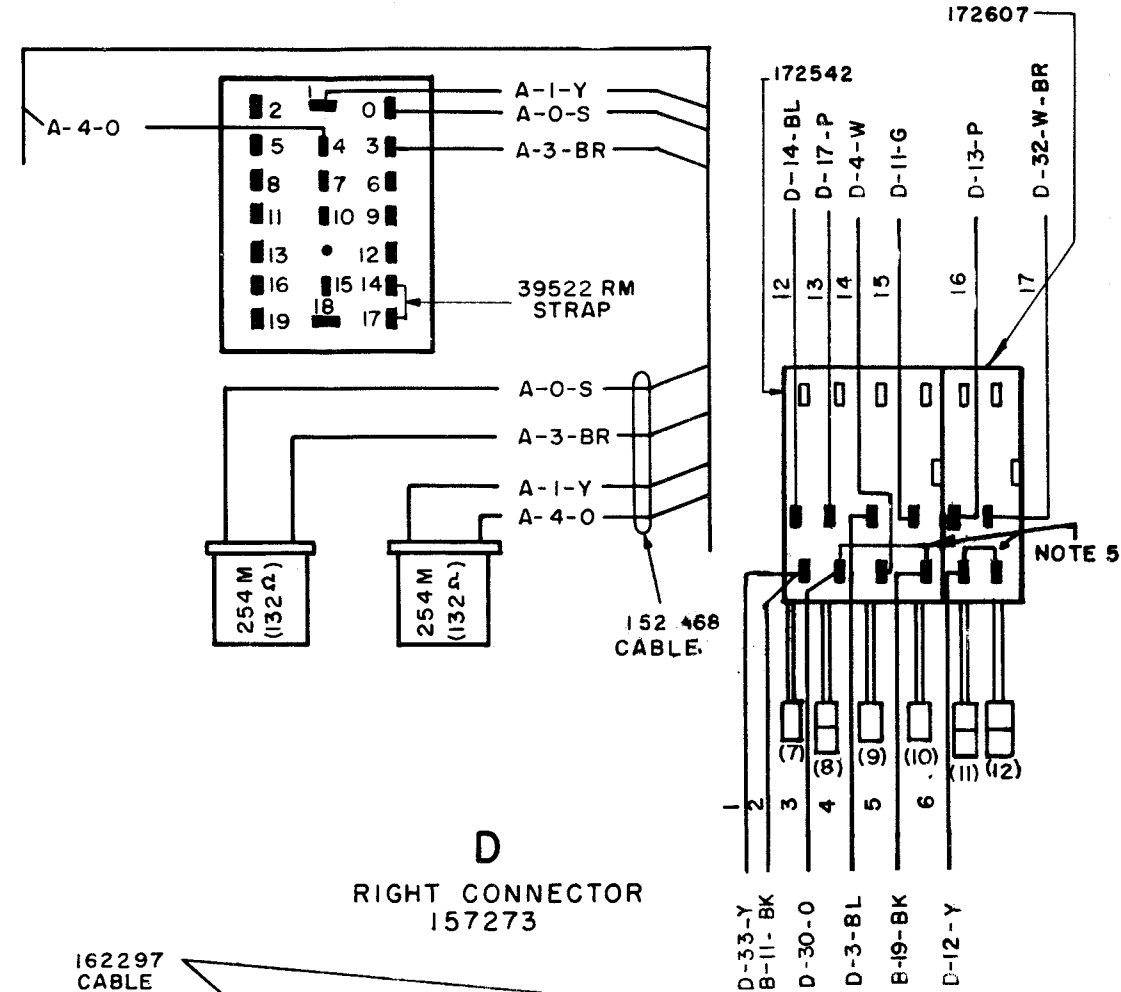 172607
172542
A-1-Y
A-0-S
A-4-0
A-3-BR
1
2 0
5 4 3
8 7 6
11 10 9
13 12
16 15 14
18
19 17
39522 RM
STRAP
D-14-BL
D-17-P
D-4-W
D-11-G
D-13-P
D-32-W-BR
12
13
14
15
16
17
A-0-S
A-3-BR
A-1-Y
A-4-0
254M
(132Ω)
254M
(132Ω)
152 468
CABLE.
NOTE 5
(7)
(8)
(9)
(10)
(11)
(12)
1
2
3
4
5
6
D-33-Y
B-11-BK
D-30-0
D-3-BL
B-19-BK
D-12-Y
D
RIGHT CONNECTOR
157273
162297
CABLE